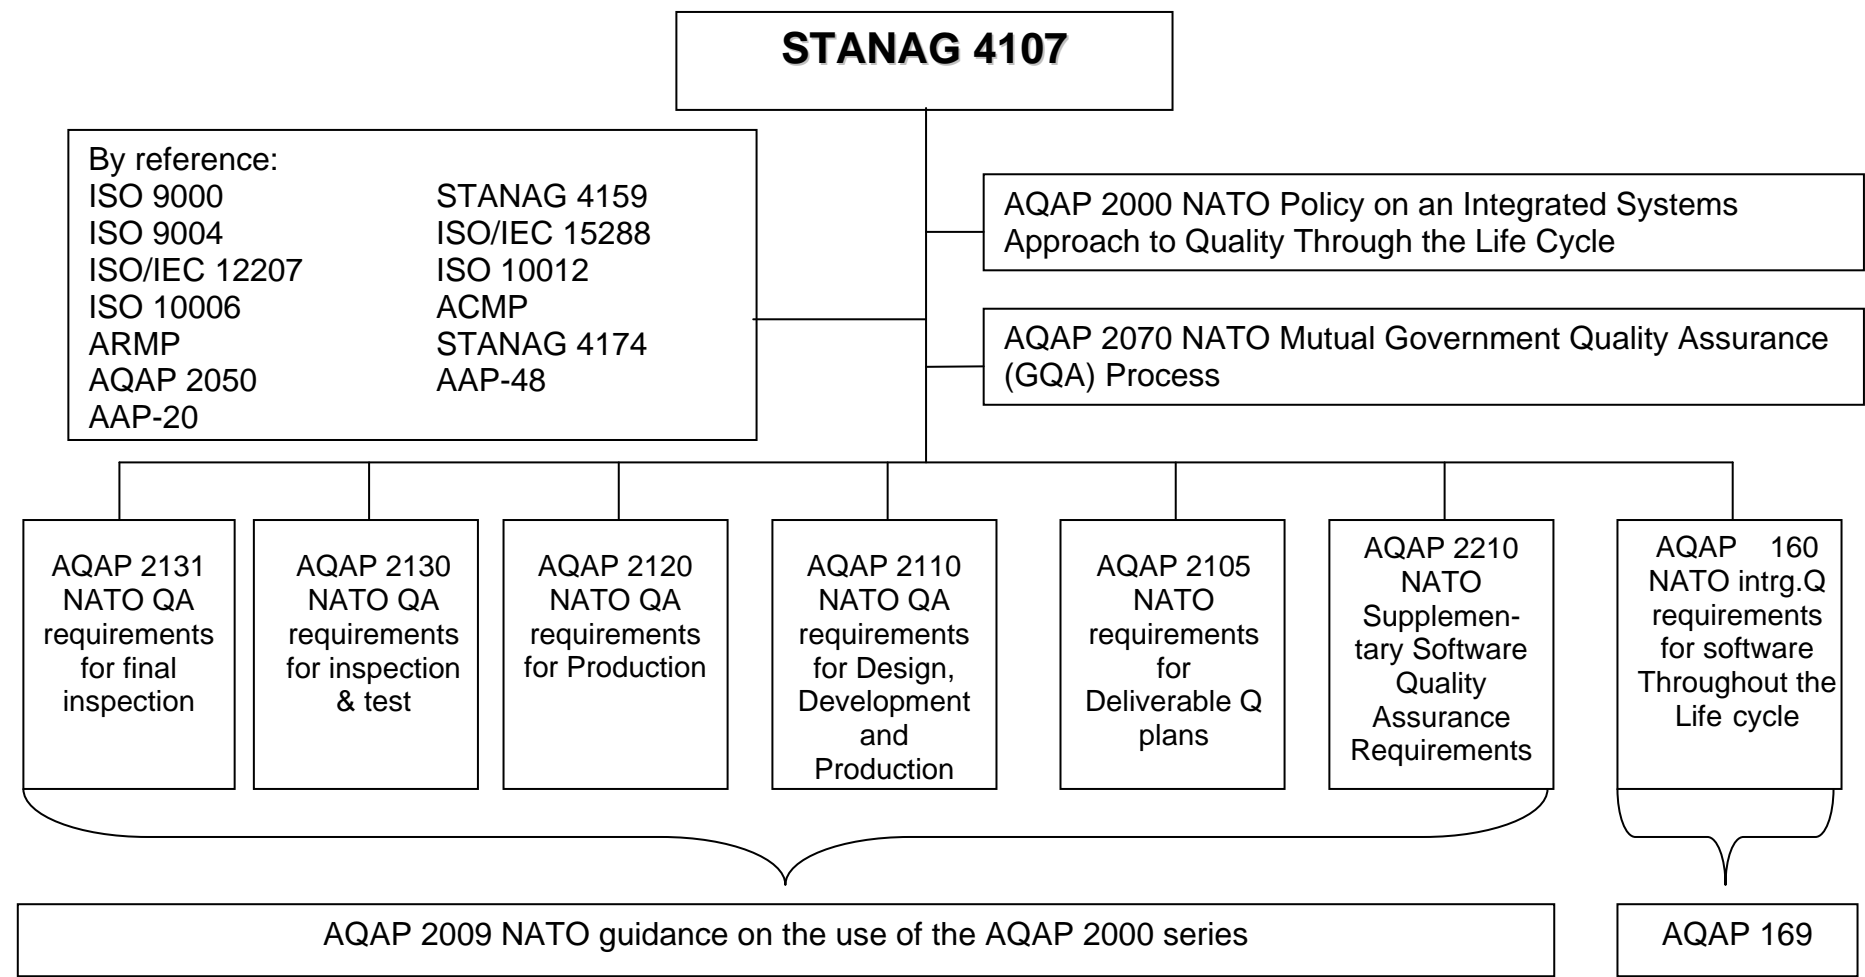 STANAG 4107
By reference:
ISO 9000 STANAG 4159
ISO 9004 ISO/IEC 15288
ISO/IEC 12207 ISO 10012
ISO 10006 ACMP
ARMP STANAG 4174
AQAP 2050 AAP-48
AAP-20
AQAP 2000 NATO Policy on an Integrated Systems
Approach to Quality Through the Life Cycle
AQAP 2070 NATO Mutual Government Quality Assurance
(GQA) Process
AQAP 2131
NATO QA
requirements
for final
inspection
AQAP 2130
NATO QA
requirements
for inspection
& test
AQAP 2120
NATO QA
requirements
for Production
AQAP 2110
NATO QA
requirements
for Design,
Development
and
Production
AQAP 2105
NATO
requirements
for
Deliverable Q
plans
AQAP 2210
NATO
Supplemen-
tary Software
Quality
Assurance
Requirements
AQAP 160
NATO intrg.Q
requirements
for software
Throughout the
Life cycle
AQAP 2009 NATO guidance on the use of the AQAP 2000 series
AQAP 169